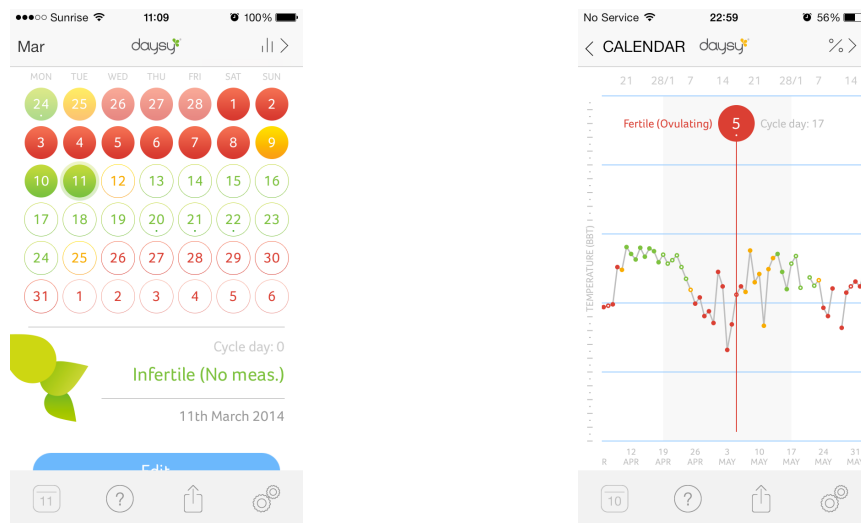 Sunrise 11:09 100%
Mar daysy
MON TUE WED THU FRI SAT SUN
24 25 26 27 28 1 2
3 4 5 6 7 8 9
10 11 12 13 14 15 16
17 18 19 20 21 22 23
24 25 26 27 28 29 30
31 1 2 3 4 5 6
Cycle day: 0
Infertile (No meas.)
11th March 2014
Edit
11 ?
No Service 22:59 56%
CALENDAR daysy %
21 28/1 7 14 21 28/1 7 14
Fertile (Ovulating) 5 Cycle day: 17
TEMPERATURE (BBT)
12 19 26 3 10 17 24 31
R APR APR APR MAY MAY MAY MAY MA
10 ?